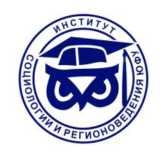 ИНСТИТУТ
СОЦИОЛОГИИ И РЕГИОНОВЕДЕНИЯ ЮФУ